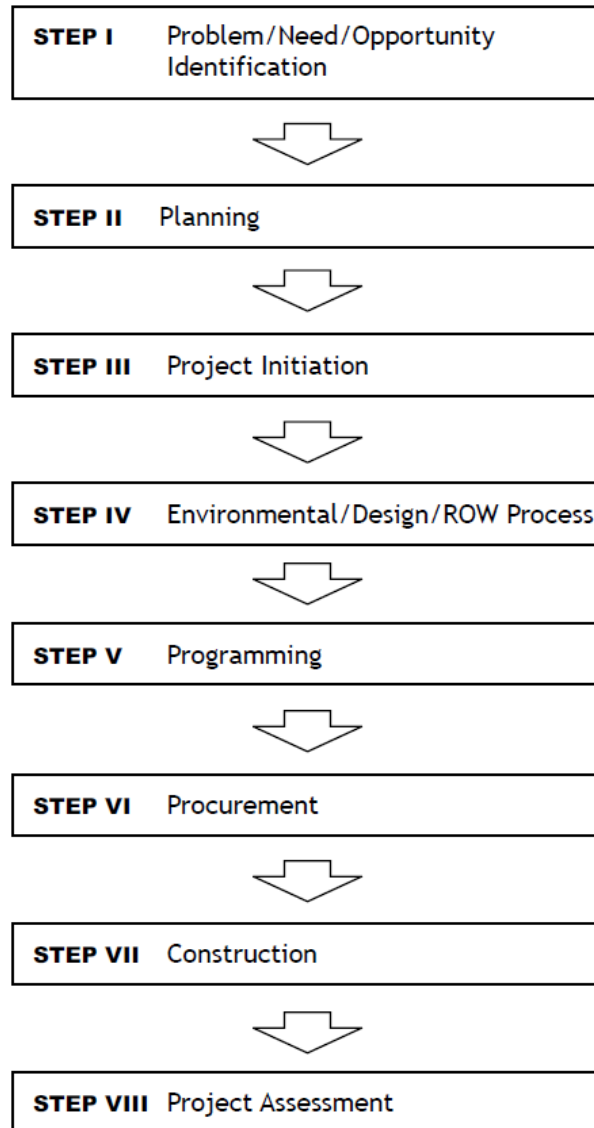 STEP I Problem/Need/Opportunity
Identification
STEP II Planning
STEP III Project Initiation
STEP IV Environmental/Design/ROW Process
STEP V Programming
STEP VI Procurement
STEP VII Construction
STEP VIII Project Assessment